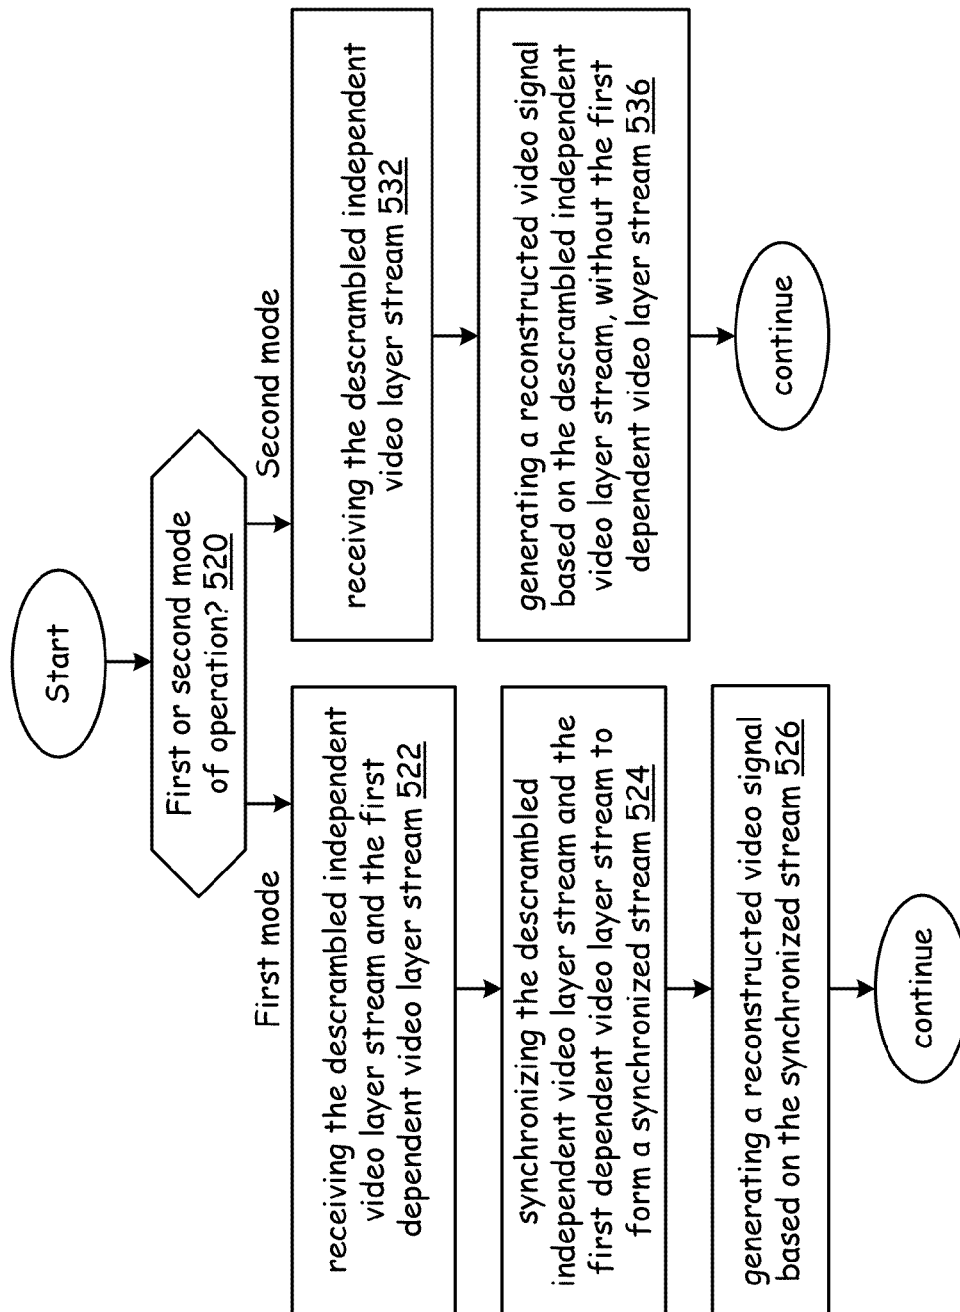 Start
First or second mode
of operation? 520
First mode
receiving the descrambled independent
video layer stream and the first
dependent video layer stream 522
synchronizing the descrambled
independent video layer stream and the
first dependent video layer stream to
form a synchronized stream 524
generating a reconstructed video signal
based on the synchronized stream 526
continue
Second mode
receiving the descrambled independent
video layer stream 532
generating a reconstructed video signal
based on the descrambled independent
video layer stream, without the first
dependent video layer stream 536
continue